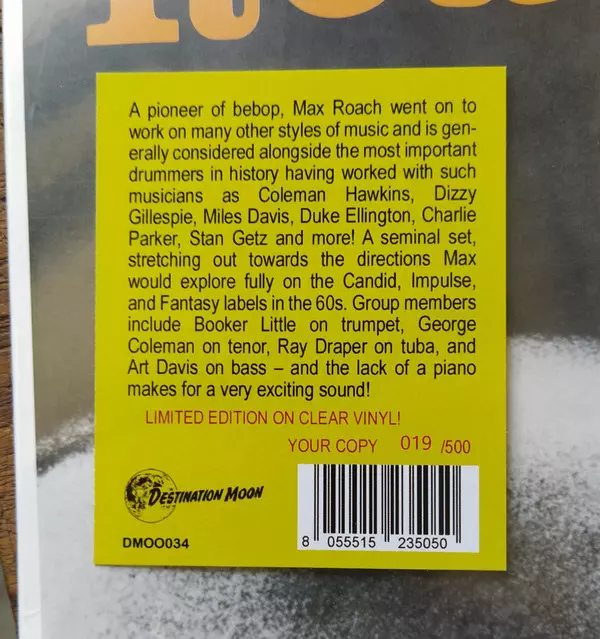 A pioneer of bebop, Max Roach went on to
work on many other styles of music and is gen-
erally considered alongside the most important
drummers in history having worked with such
musicians as Coleman Hawkins, Dizzy
Gillespie, Miles Davis, Duke Ellington, Charlie
Parker, Stan Getz and more! A seminal set,
stretching out towards the directions Max
would explore fully on the Candid, Impulse,
and Fantasy labels in the 60s. Group members
include Booker Little on trumpet, George
Coleman on tenor, Ray Draper on tuba, and
Art Davis on bass – and the lack of a piano
makes for a very exciting sound!
LIMITED EDITION ON CLEAR VINYL!
YOUR COPY 019 /500
DESTINATION MOON
DMOO034
8 055515 235050